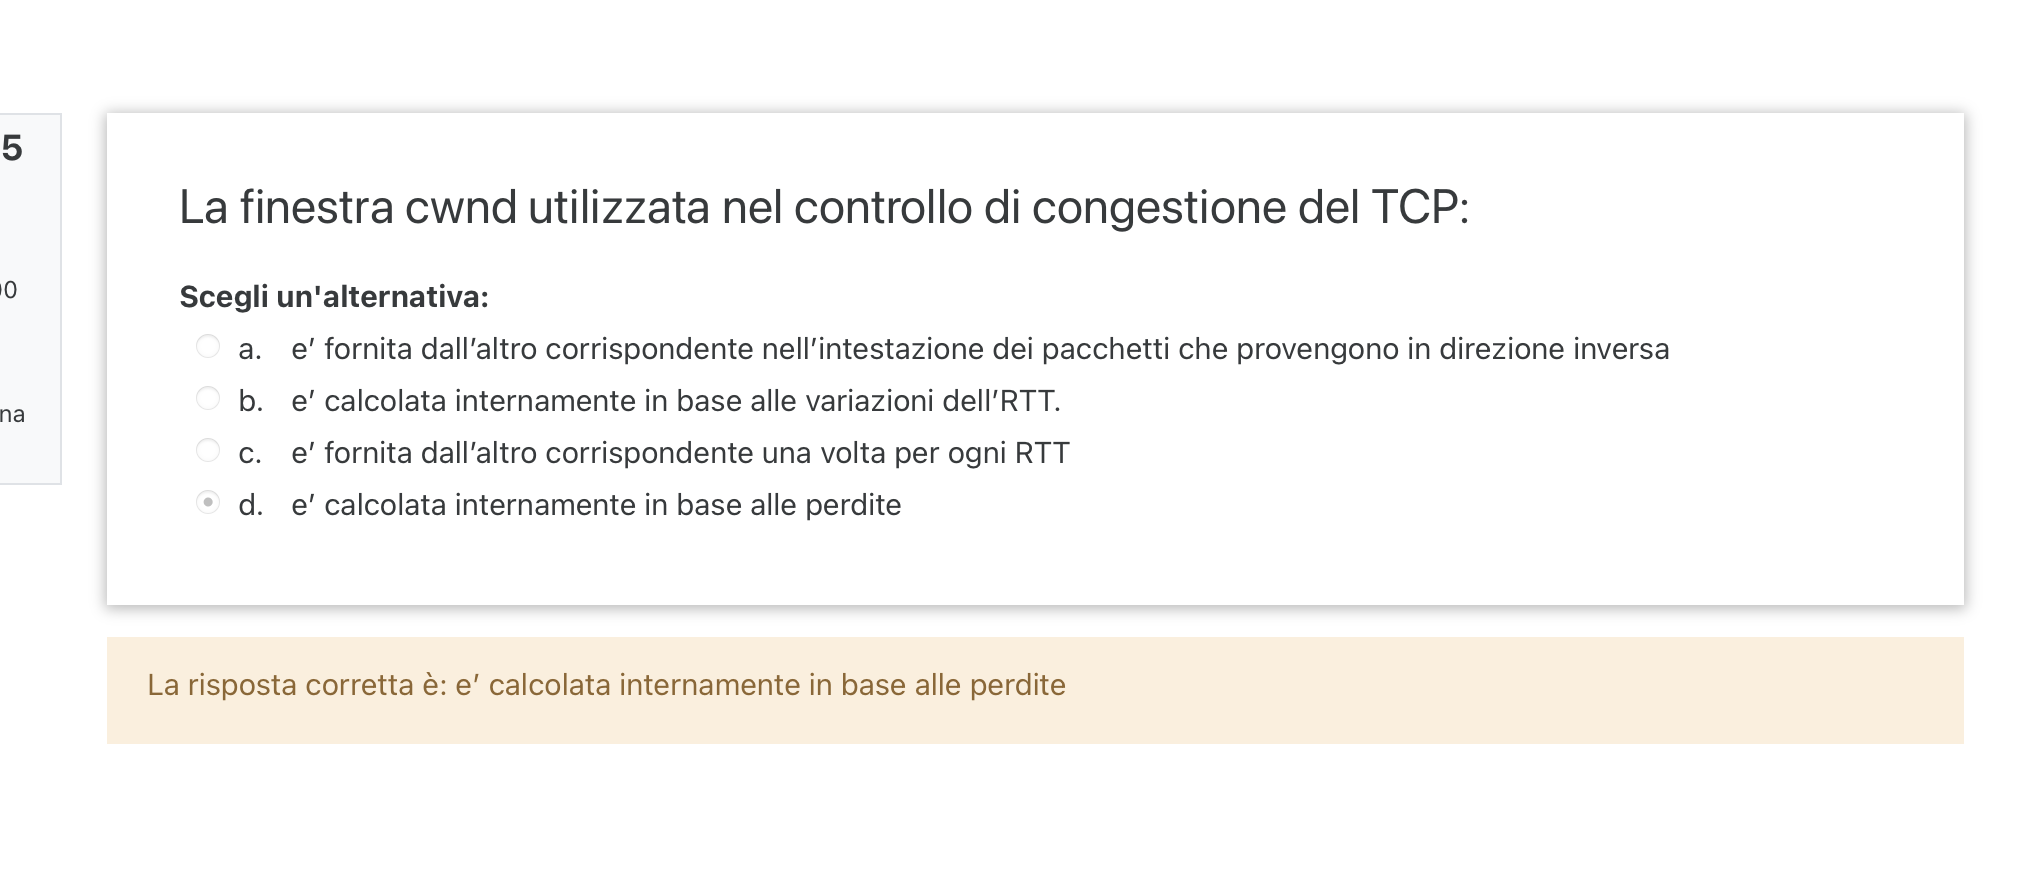 5
La finestra cwnd utilizzata nel controllo di congestione del TCP:
Scegli un'alternativa:
a. e’ fornita dall’altro corrispondente nell’intestazione dei pacchetti che provengono in direzione inversa
b. e’ calcolata internamente in base alle variazioni dell’RTT.
c. e’ fornita dall’altro corrispondente una volta per ogni RTT
d. e’ calcolata internamente in base alle perdite
La risposta corretta è: e’ calcolata internamente in base alle perdite